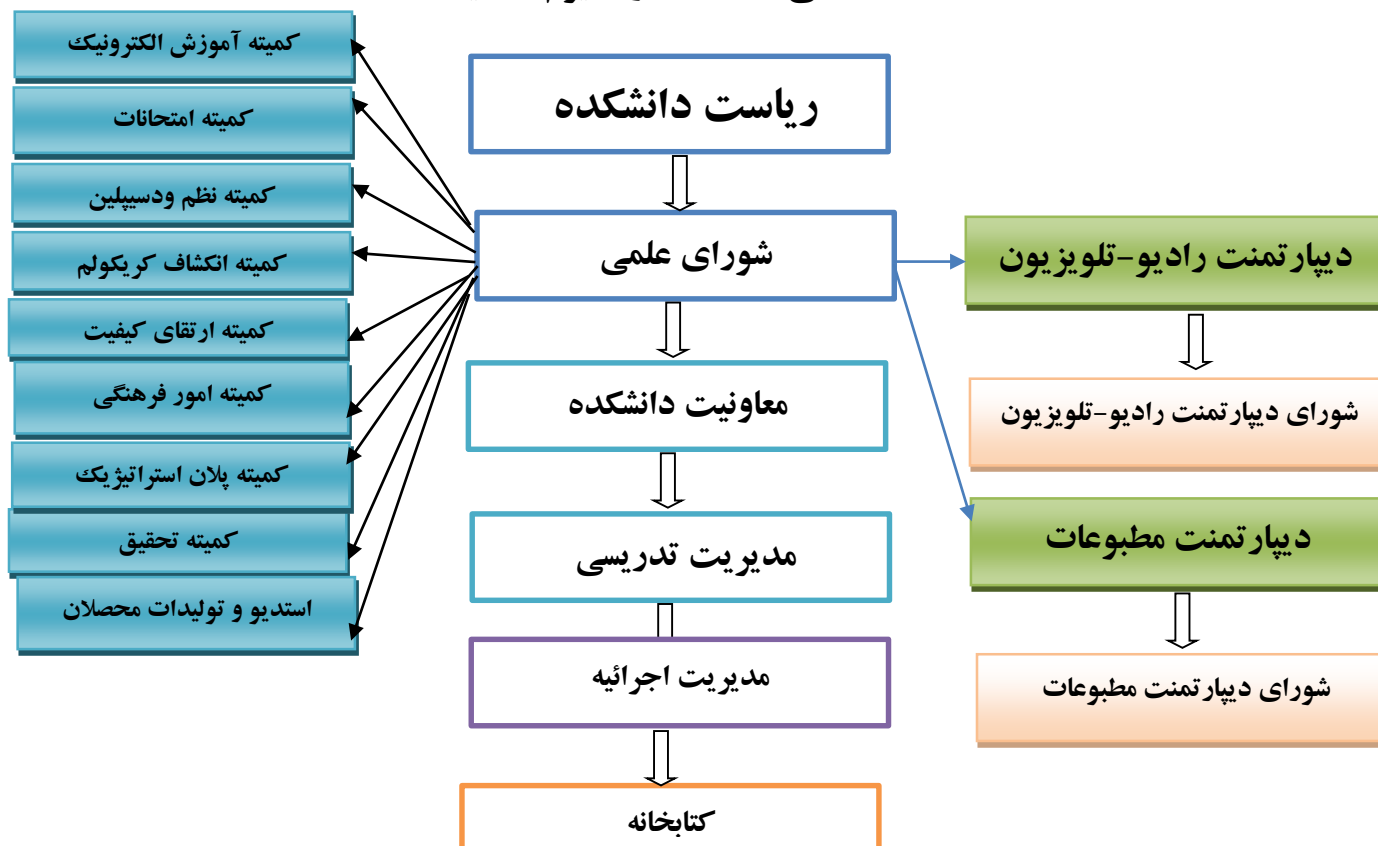 ریاست دانشکده
شورای علمی
معاونیت دانشکده
مدیریت تدریسی
مدیریت اجرائیه
کتابخانه
دیپارتمنت رادیو-تلویزیون
شورای دیپارتمنت رادیو-تلویزیون
دیپارتمنت مطبوعات
شورای دیپارتمنت مطبوعات
کمیته آموزش الکترونیک
کمیته امتحانات
کمیته نظم ودسیپلین
کمیته انکشاف کریکولم
کمیته ارتقای کیفیت
کمیته امور فرهنگی
کمیته پلان استراتیژیک
کمیته تحقیق
استدیو و تولیدات محصلان